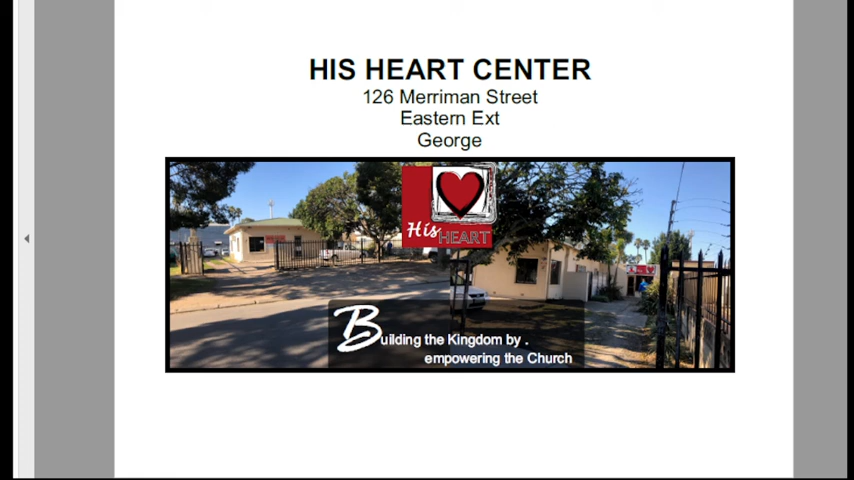 HIS HEART CENTER
126 Merriman Street
Eastern Ext
George
His
HEART
Building the Kingdom by .
empowering the Church